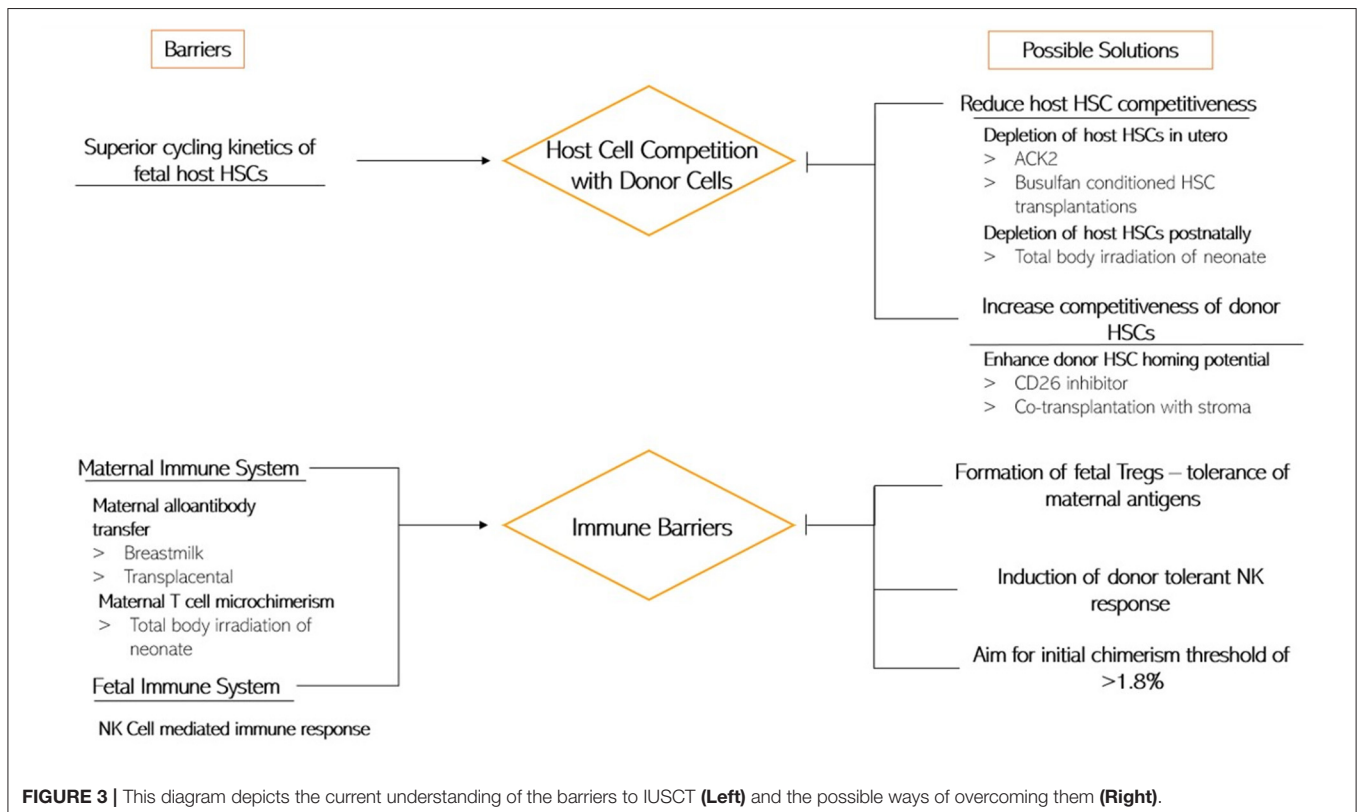 Barriers
Possible Solutions
Superior cycling kinetics of
fetal host HSCs
Host Cell Competition
with Donor Cells
Reduce host HSC competitiveness
Depletion of host HSCs in utero
> ACK2
> Busulfan conditioned HSC
transplantations
Depletion of host HSCs postnatally
> Total body irradiation of neonate
Increase competitiveness of donor
HSCs
Enhance donor HSC homing potential
> CD26 inhibitor
> Co-transplantation with stroma
Maternal Immune System
Maternal alloantibody
transfer
> Breastmilk
> Transplacental
Maternal T cell microchimerism
> Total body irradiation of
neonate
Fetal Immune System
NK Cell mediated immune response
Immune Barriers
Formation of fetal Tregs – tolerance of
maternal antigens
Induction of donor tolerant NK
response
Aim for initial chimerism threshold of
>1.8%
FIGURE 3 | This diagram depicts the current understanding of the barriers to IUSCT (Left) and the possible ways of overcoming them (Right).